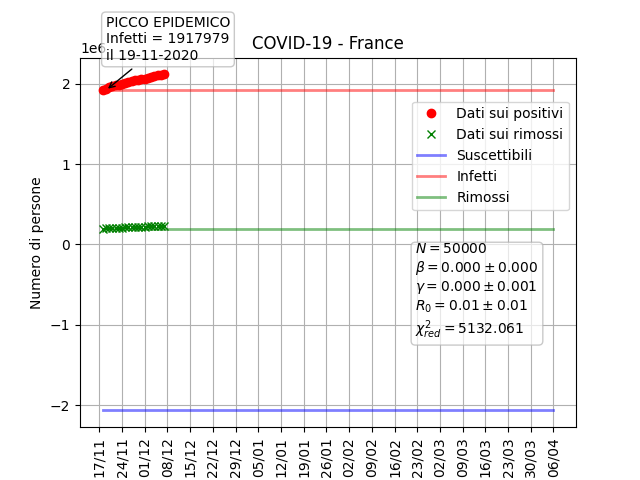 PICCO EPIDEMICO
Infetti = 1917979
il 19-11-2020
1e6
COVID-19 - France
Numero di persone
2
1
0
−1
−2
Dati sui positivi
Dati sui rimossi
Suscettibili
Infetti
Rimossi
N = 50000
β = 0.000 ± 0.000
γ = 0.000 ± 0.001
R₀ = 0.01 ± 0.01
χ²red = 5132.061
17/11
24/11
01/12
08/12
15/12
22/12
29/12
05/01
12/01
19/01
26/01
02/02
09/02
16/02
23/02
02/03
09/03
16/03
23/03
30/03
06/04